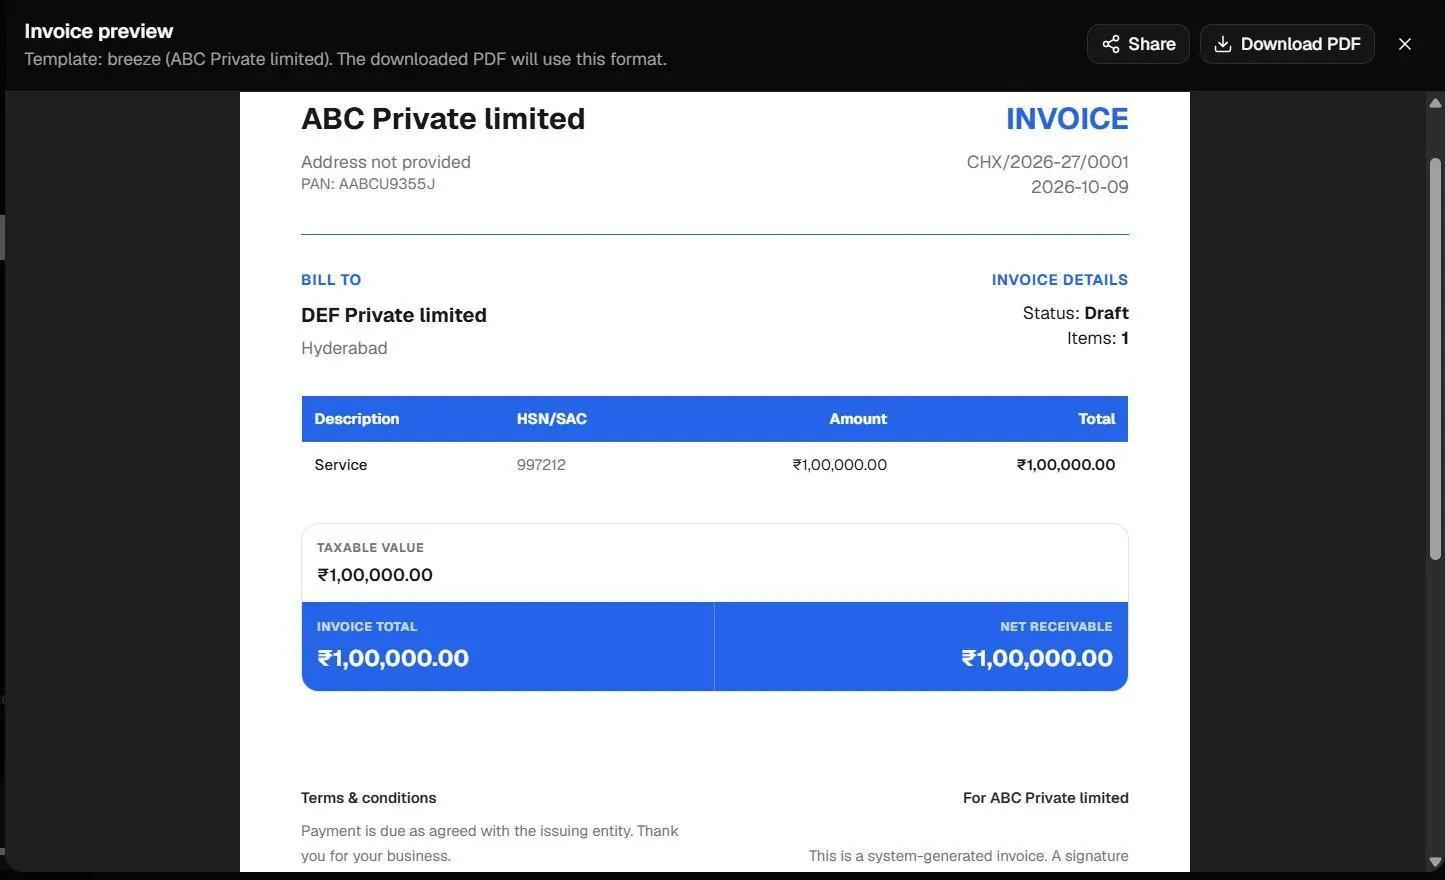 Invoice preview
Template: breeze (ABC Private limited). The downloaded PDF will use this format.
Share
Download PDF
ABC Private limited
INVOICE
Address not provided
CHX/2026-27/0001
PAN: AABCU9355J
2026-10-09
BILL TO
INVOICE DETAILS
DEF Private limited
Status: Draft
Hyderabad
Items: 1
Description HSN/SAC Amount Total
Service 997212 ₹1,00,000.00 ₹1,00,000.00
TAXABLE VALUE
₹1,00,000.00
INVOICE TOTAL
₹1,00,000.00
NET RECEIVABLE
₹1,00,000.00
Terms & conditions
Payment is due as agreed with the issuing entity. Thank
you for your business.
For ABC Private limited
This is a system-generated invoice. A signature